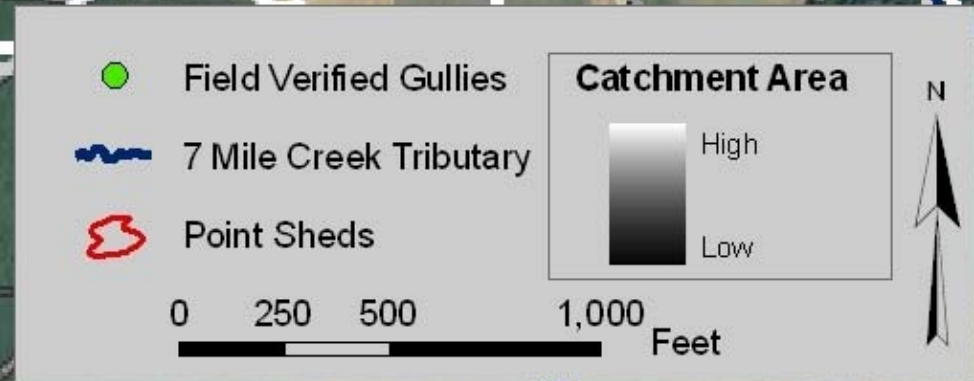 Field Verified Gullies
7 Mile Creek Tributary
Point Sheds
Catchment Area
High
Low
N
0 250 500 1,000
Feet